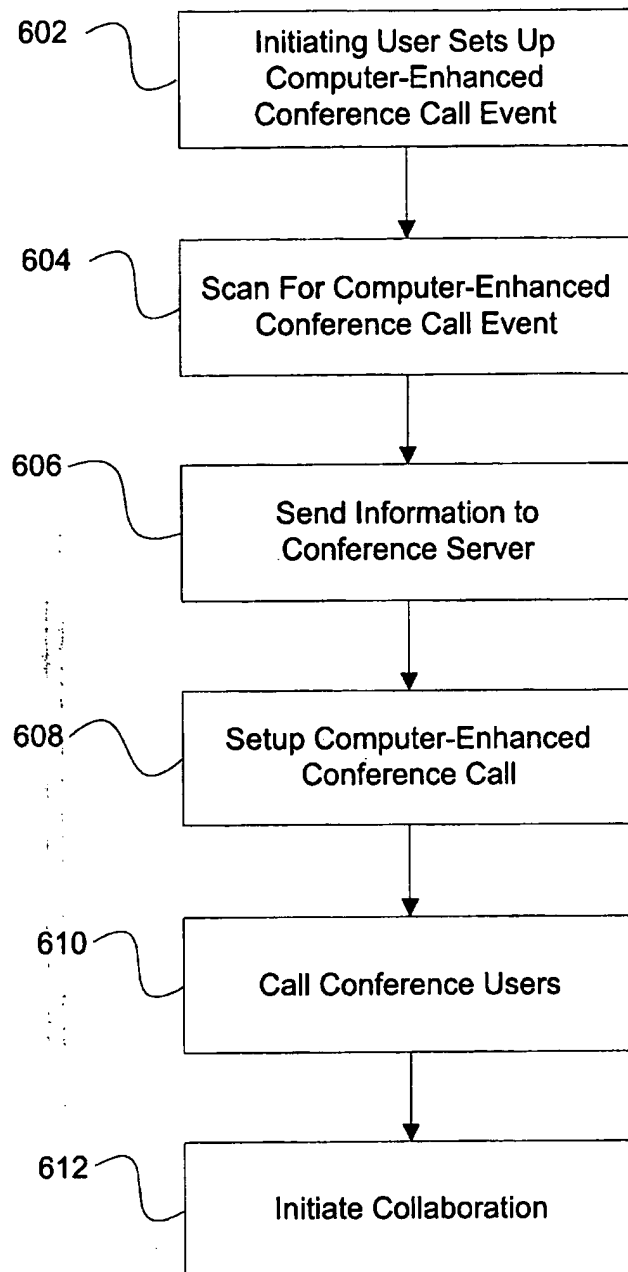 602
Initiating User Sets Up
Computer-Enhanced
Conference Call Event
604
Scan For Computer-Enhanced
Conference Call Event
606
Send Information to
Conference Server
608
Setup Computer-Enhanced
Conference Call
610
Call Conference Users
612
Initiate Collaboration